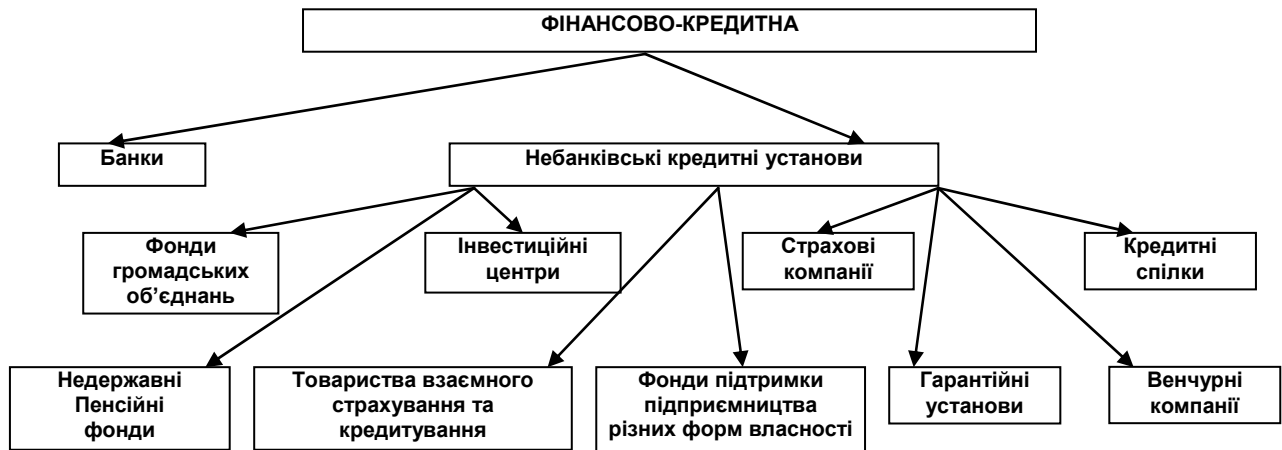 ФІНАНСОВО-КРЕДИТНА
Банки
Небанківські кредитні установи
Фонди
громадських
об’єднань
Інвестиційні
центри
Страхові
компанії
Кредитні
спілки
Недержавні
Пенсійні
фонди
Товариства взаємного
страхування та
кредитування
Фонди підтримки
підприємництва
різних форм власності
Гарантійні
установи
Венчурні
компанії